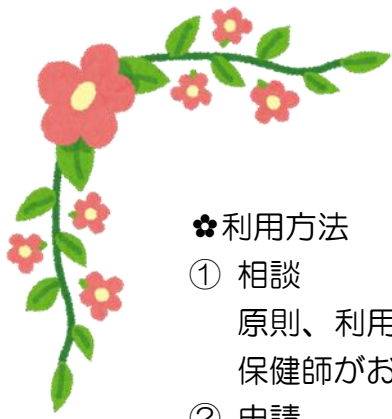 ✿利用方法
① 相談
原則、利用
保健師がお
② 申請